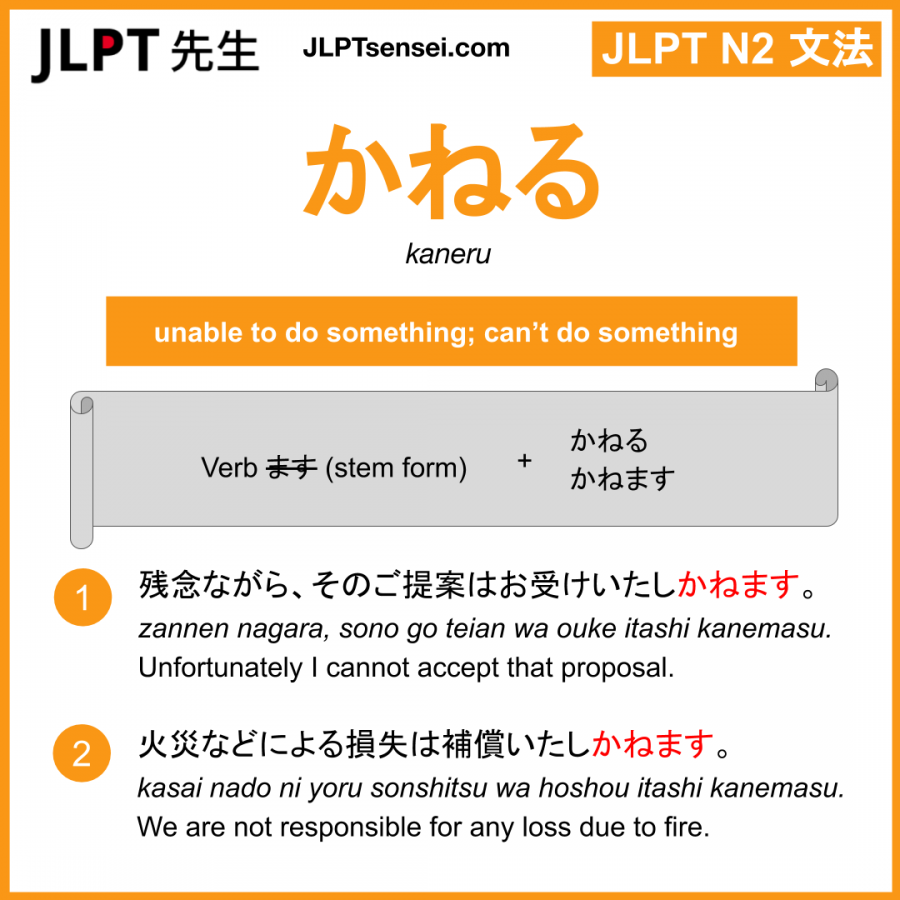 JLPT 先生
JLPTsensei.com
JLPT N2 文法
かねる
kaneru
unable to do something; can't do something
Verb ます (stem form) + かねる
かねます
1
残念ながら、そのご提案はお受けいたしかねます。
zannen nagara, sono go teian wa ouke itashi kanemasu.
Unfortunately I cannot accept that proposal.
2
火災などによる損失は補償いたしかねます。
kasai nado ni yoru sonshitsu wa hoshou itashi kanemasu.
We are not responsible for any loss due to fire.